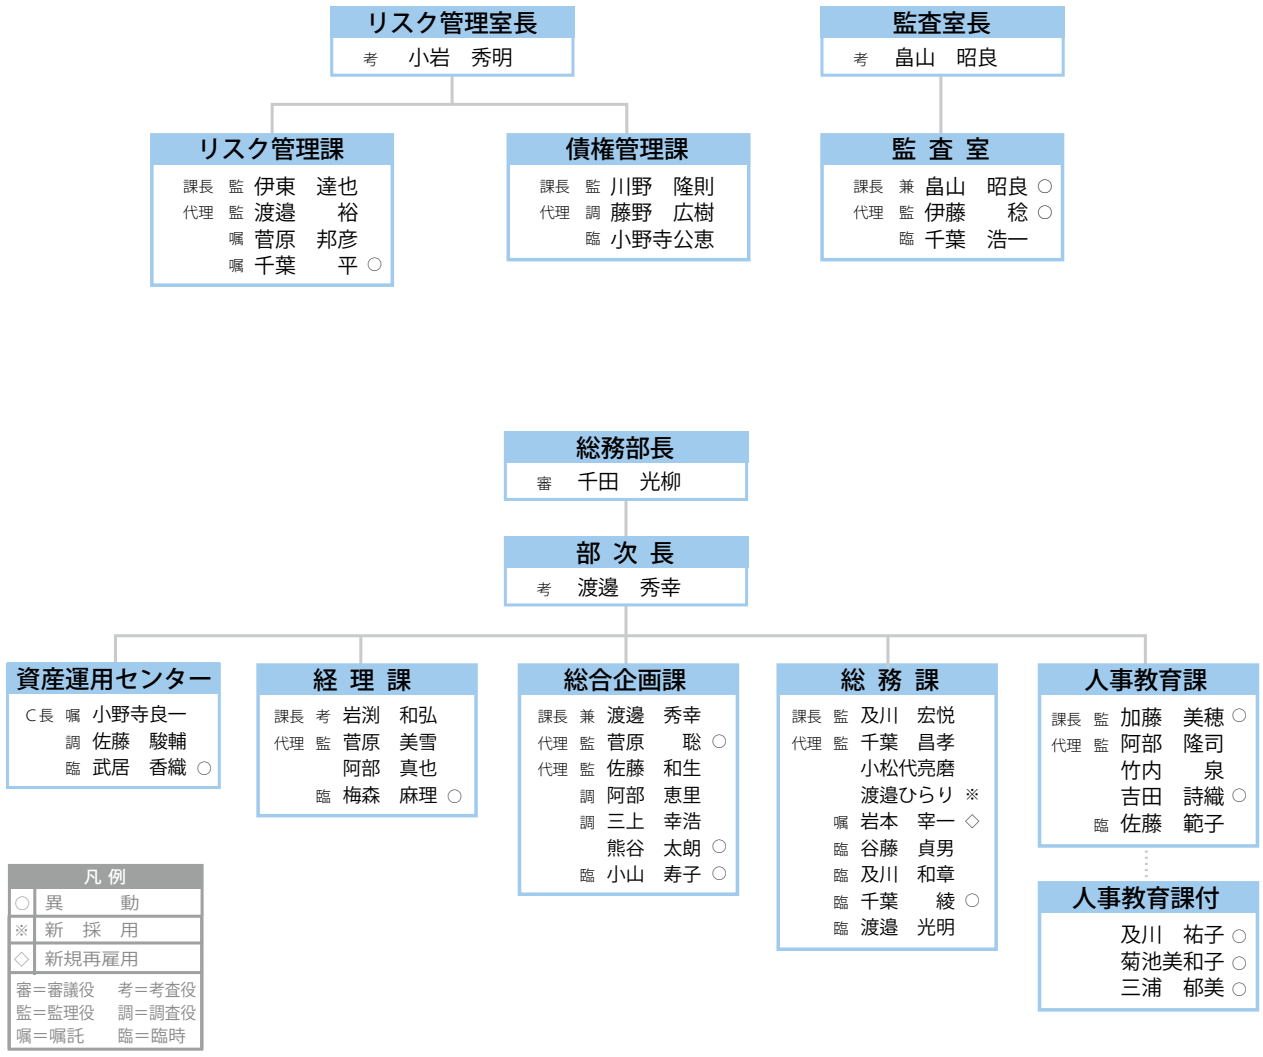 リスク管理室長
考 小岩 秀明
監査室長
考 畠山 昭良
リスク管理課
課長 監 伊東 達也
代理 監 渡邉 裕
嘱 菅原 邦彦
嘱 千葉 平 ○
債権管理課
課長 監 川野 隆則
代理 調 藤野 広樹
臨 小野寺公恵
監 査 室
課長 兼 畠山 昭良 ○
代理 監 伊藤 稔 ○
臨 千葉 浩一
総務部長
審 千田 光柳
部 次 長
考 渡邊 秀幸
資産運用センター
C長 嘱 小野寺良一
調 佐藤 駿輔
臨 武居 香織 ○
経 理 課
課長 考 岩渕 和弘
代理 監 菅原 美雪
阿部 真也
臨 梅森 麻理 ○
総合企画課
課長 兼 渡邊 秀幸
代理 監 菅原 聡 ○
代理 監 佐藤 和生
調 阿部 恵里
調 三上 幸浩
熊谷 太朗 ○
臨 小山 寿子 ○
総 務 課
課長 監 及川 宏悦
代理 監 千葉 昌孝
小松代亮磨
渡邉ひらり ※
嘱 岩本 宰一 ◇
臨 谷藤 貞男
臨 及川 和章
臨 千葉 綾 ○
臨 渡邉 光明
人事教育課
課長 監 加藤 美穂 ○
代理 監 阿部 隆司
竹内 泉
吉田 詩織 ○
臨 佐藤 範子
人事教育課付
及川 祐子 ○
菊池美和子 ○
三浦 郁美 ○
凡 例
○ 異 動
※ 新 採 用
◇ 新規再雇用
審＝審議役 考＝考査役
監＝監理役 調＝調査役
嘱＝嘱託 臨＝臨時